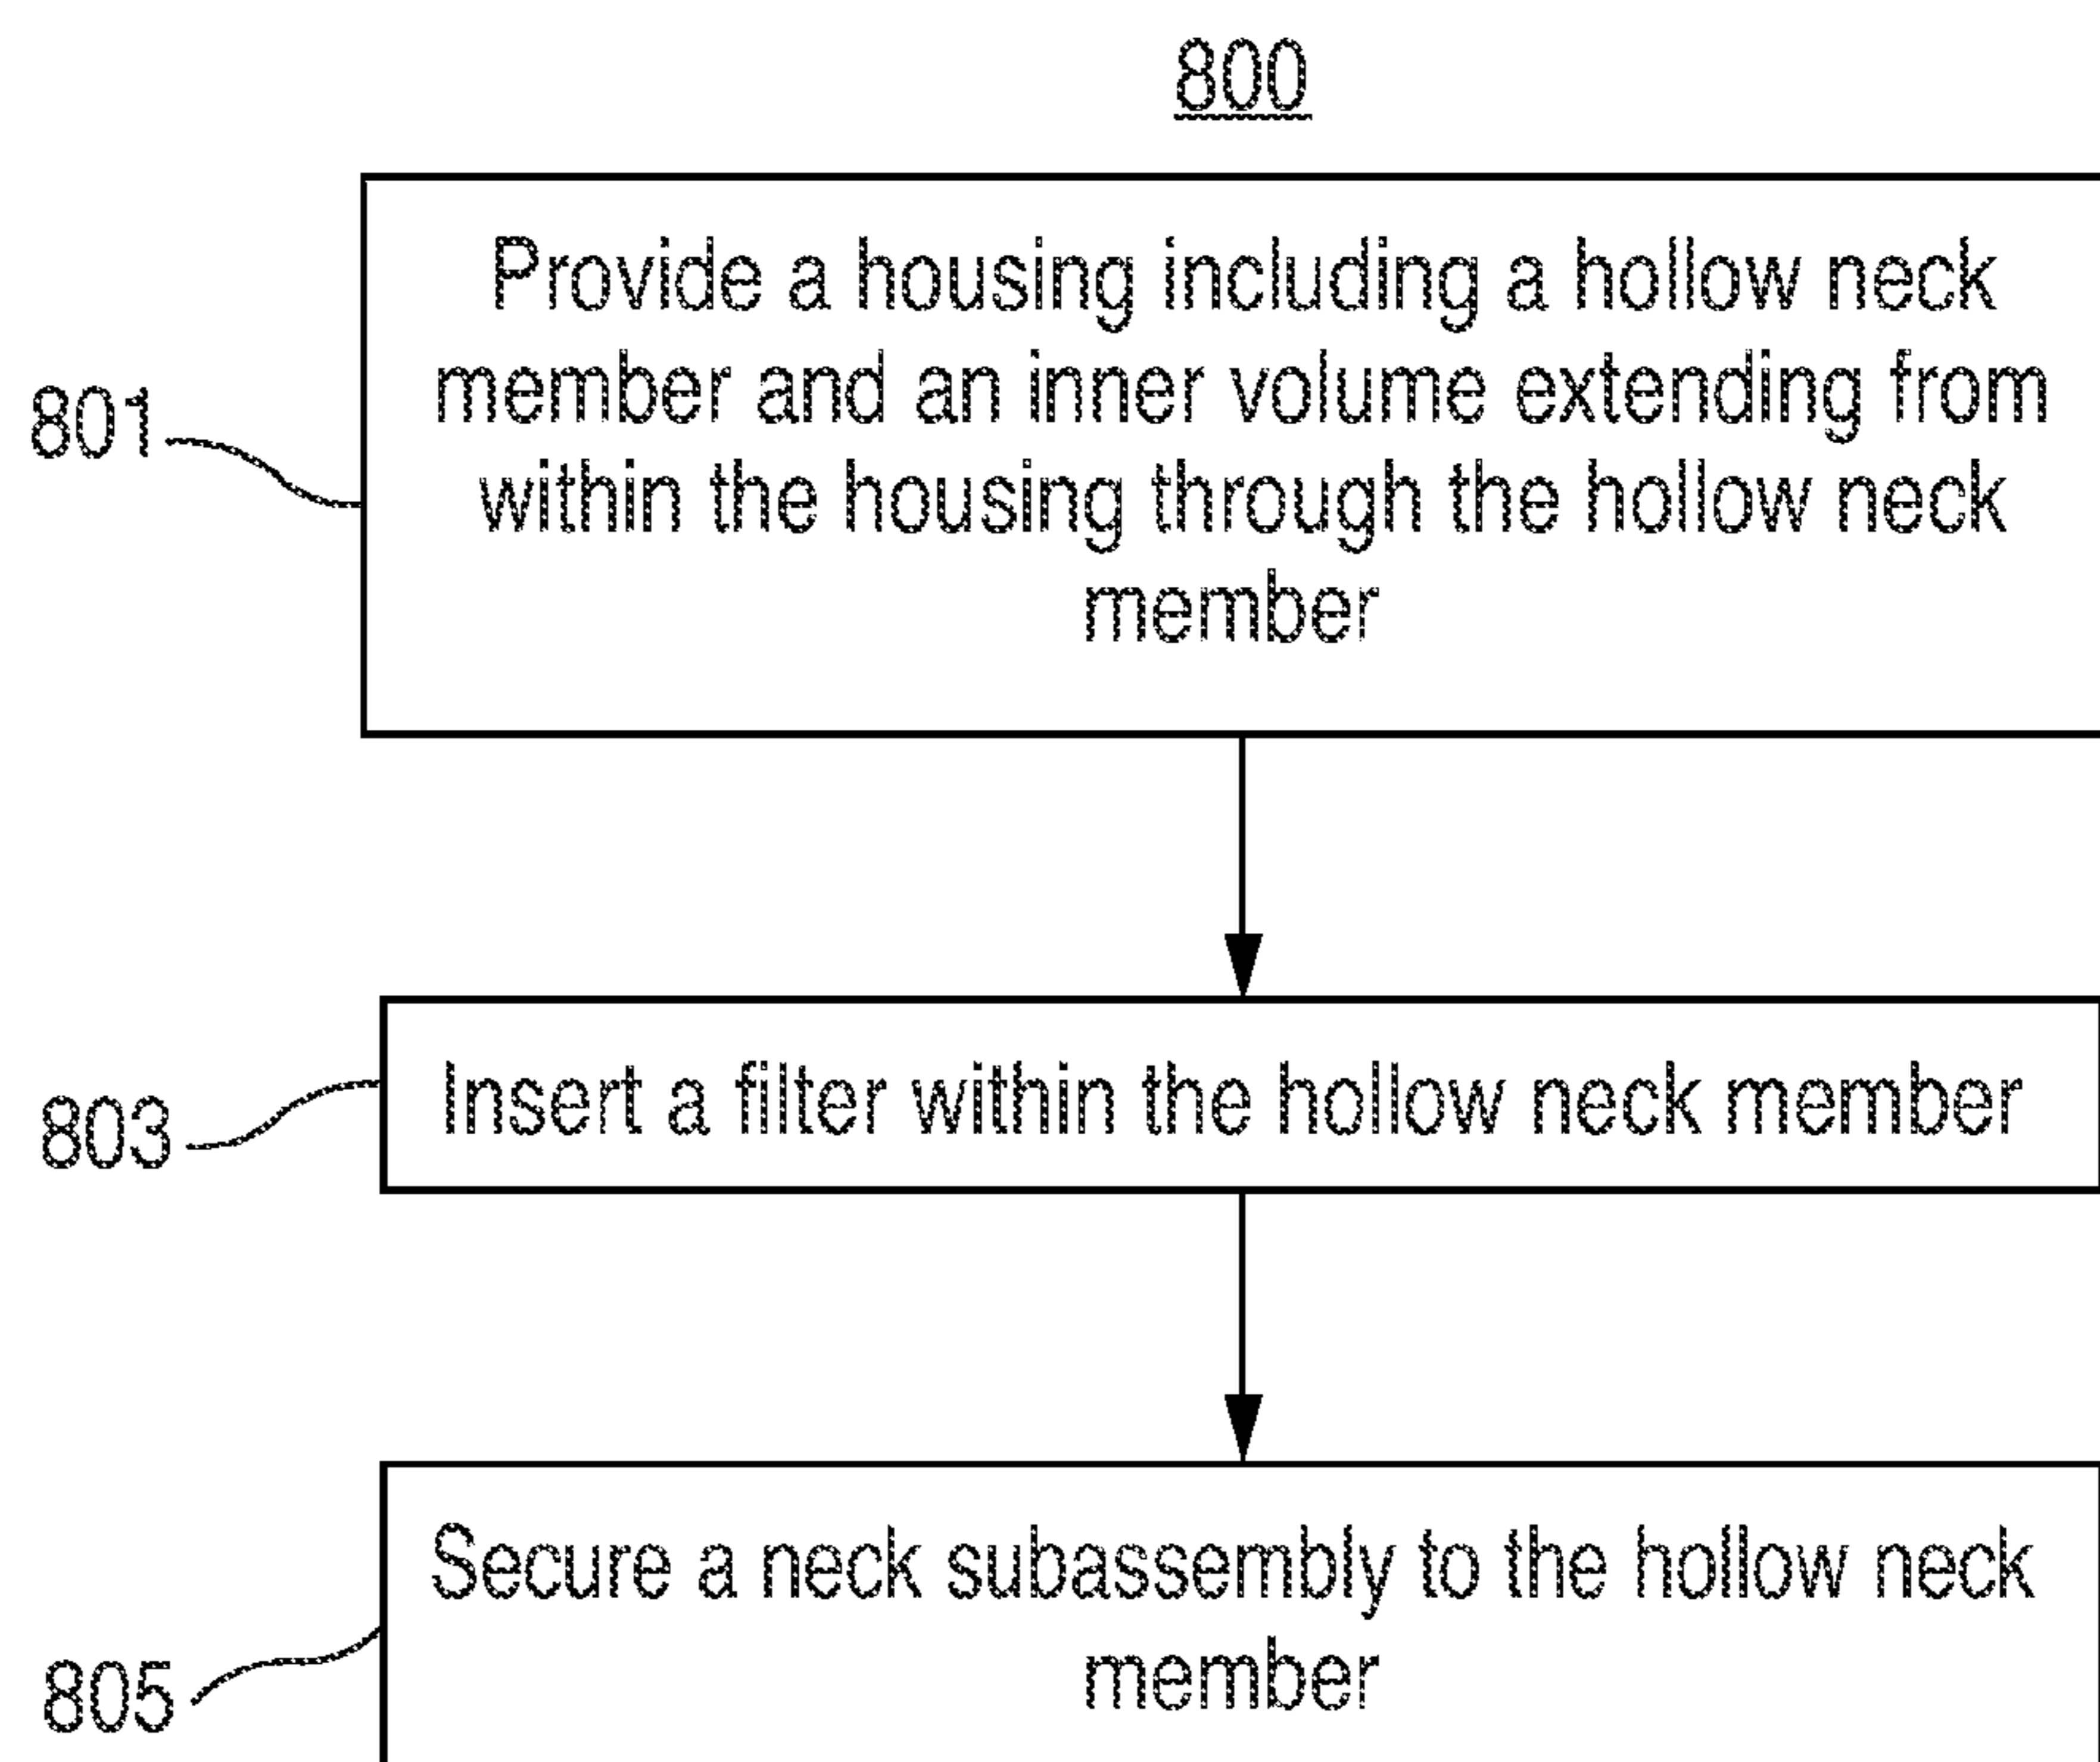 800
801
Provide a housing including a hollow neck
member and an inner volume extending from
within the housing through the hollow neck
member
803
Insert a filter within the hollow neck member
805
Secure a neck subassembly to the hollow neck
member